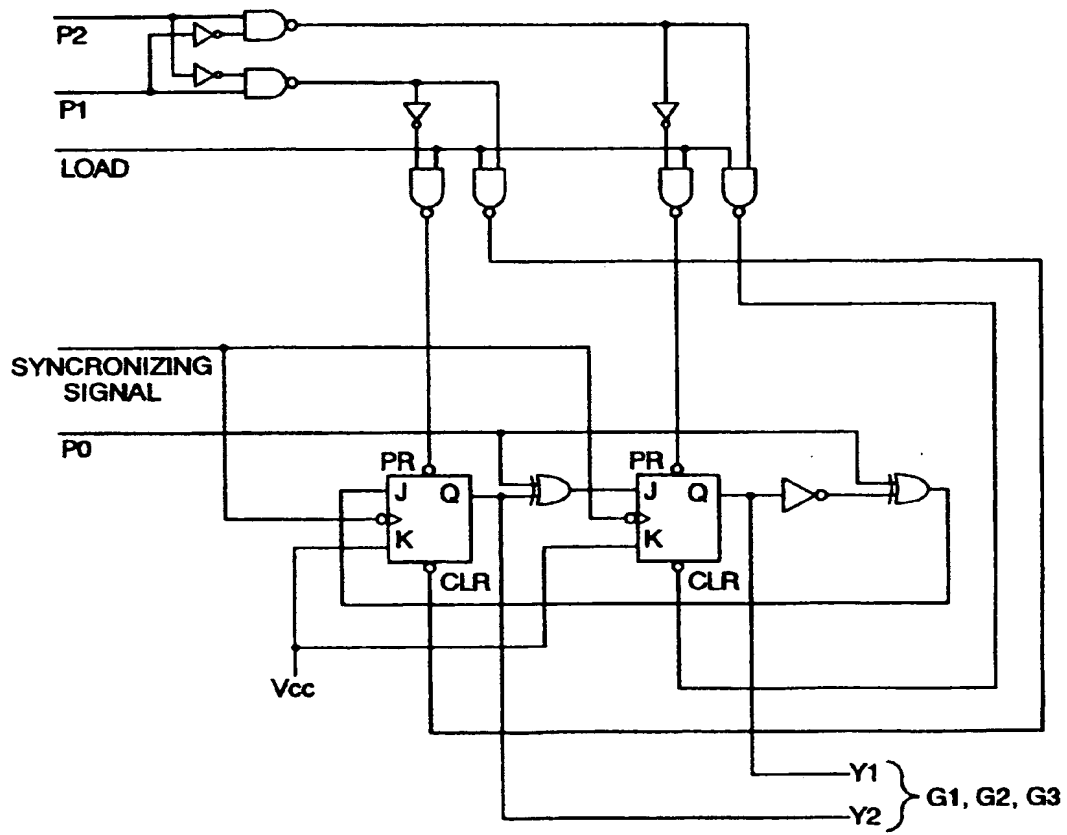 P2
P1
LOAD
SYNCRONIZING
SIGNAL
P0
PR
J
Q
K
CLR
PR
J
Q
K
CLR
Vcc
Y1
Y2
G1, G2, G3